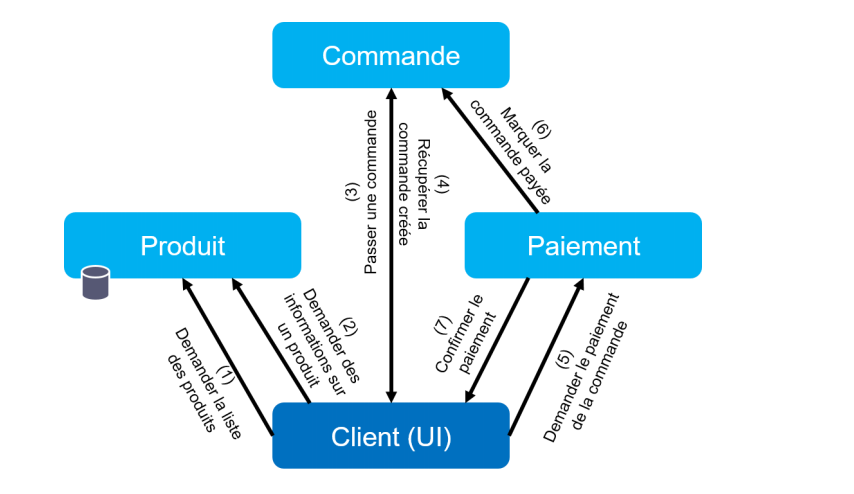 Commande
(3)
Passer une commande
(4)
Récupérer la
commande créée
(6)
Marquer la
commande payée
Produit
Paiement
(1)
Demander la liste
des produits
(2)
Demander des
informations sur
un produit
(7)
Confirmer le
paiement
(5)
Demander le paiement
de la commande
Client (UI)